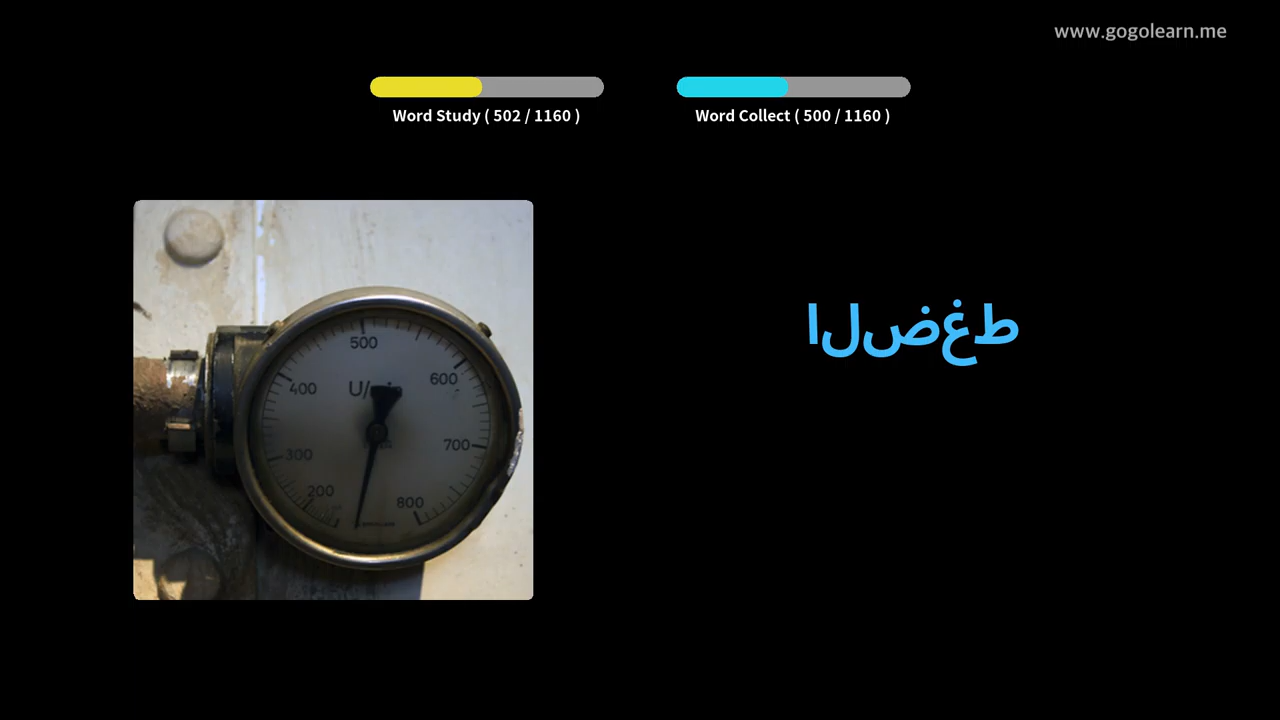 www.gogolearn.me
Word Study ( 502 / 1160 )
Word Collect ( 500 / 1160 )
الضغط
500
400
600
300
700
200
800